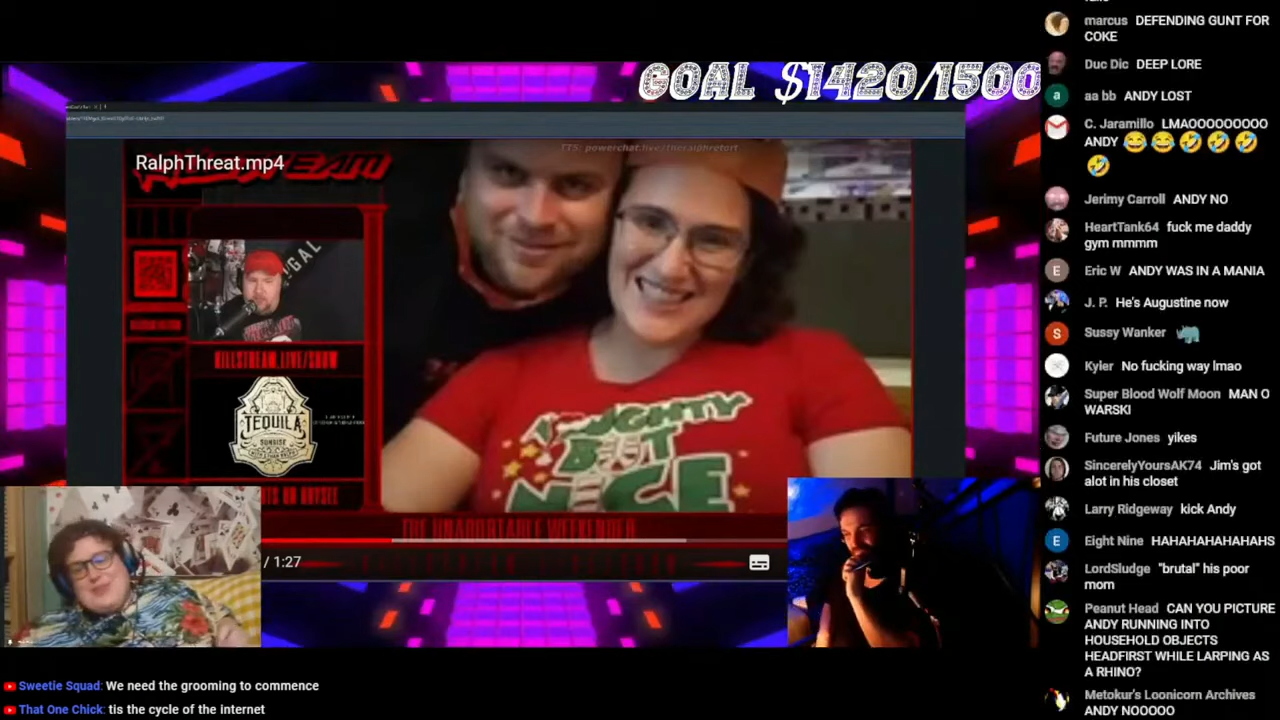 marcus DEFENDING GUNT FOR
COKE
Duc Dic DEEP LORE
aa bb ANDY LOST
C. Jaramillo LMAOOOOOOOOO
ANDY 😂😂🤣🤣🤣
🤣
Jerimy Carroll ANDY NO
HeartTank64 fuck me daddy
gym mmmm
Eric W ANDY WAS IN A MANIA
J. P. He's Augustine now
Sussy Wanker 🦏
Kyler No fucking way lmao
Super Blood Wolf Moon MAN O
WARSKI
Future Jones yikes
SincerelyYoursAK74 Jim's got
alot in his closet
Larry Ridgeway kick Andy
Eight Nine HAHAHAHAHAHAHS
LordSludge "brutal" his poor
mom
Peanut Head CAN YOU PICTURE
ANDY RUNNING INTO
HOUSEHOLD OBJECTS
HEADFIRST WHILE LARPING AS
A RHINO?
Metokur's Loonicorn Archives
ANDY NOOOOO
GOAL $1420/1500
TTS: powerchat.live/theralphretort
RalphThreat.mp4
KILLSTREAM.LIVE/SHOW
TEQUILA
SUNRISE
NAUGHTY
BUT
NICE
/ 1:27
Sweetie Squad: We need the grooming to commence
That One Chick: tis the cycle of the internet